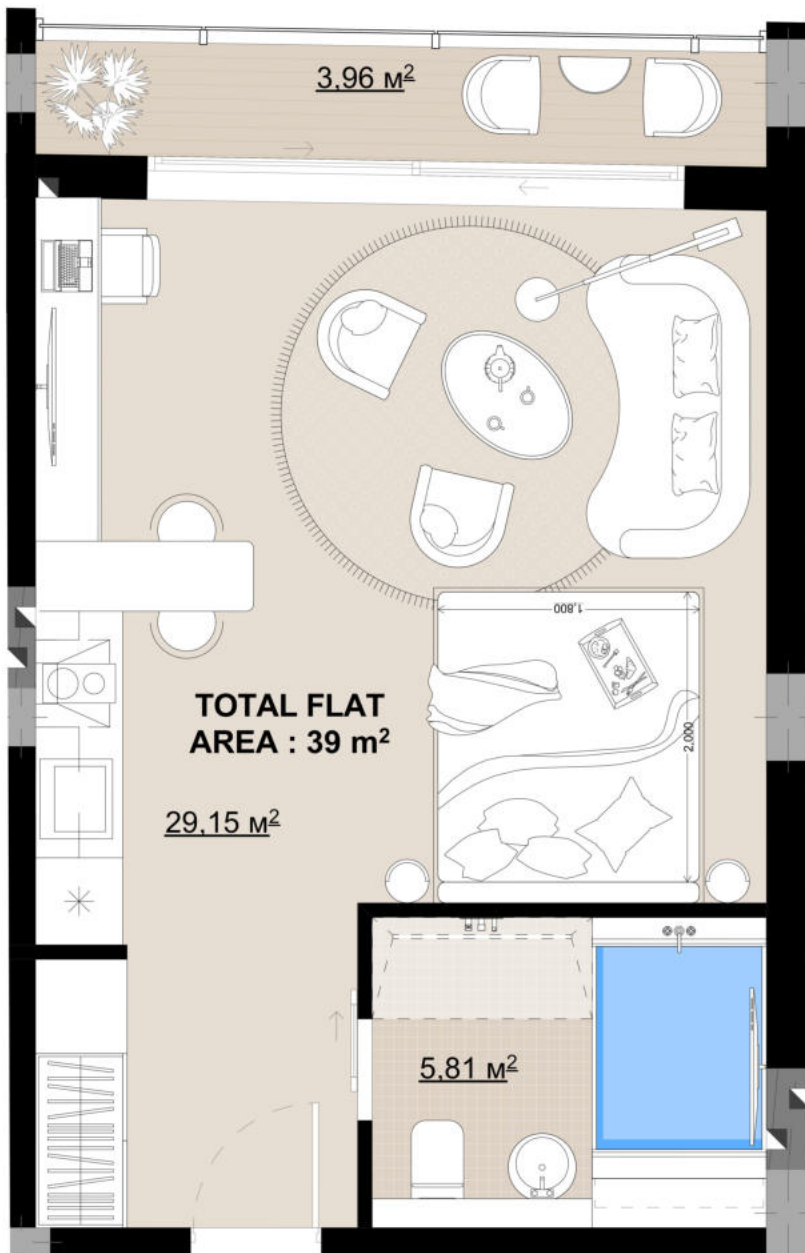 3,96 м²
1,800
2,000
TOTAL FLAT
AREA : 39 m²
29,15 м²
5,81 м²